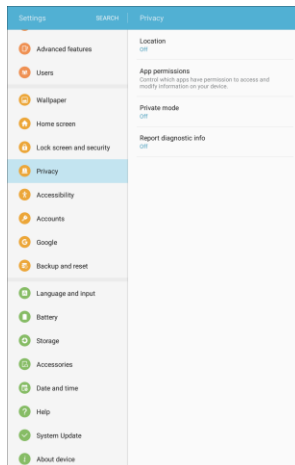 Settings
SEARCH
Privacy
Advanced features
Users
Wallpaper
Home screen
Lock screen and security
Privacy
Accessibility
Accounts
Google
Backup and reset
Language and input
Battery
Storage
Accessories
Date and time
Help
System Update
About device
Location
Off
App permissions
Control which apps have permission to access and
modify information on your device.
Private mode
Off
Report diagnostic info
Off